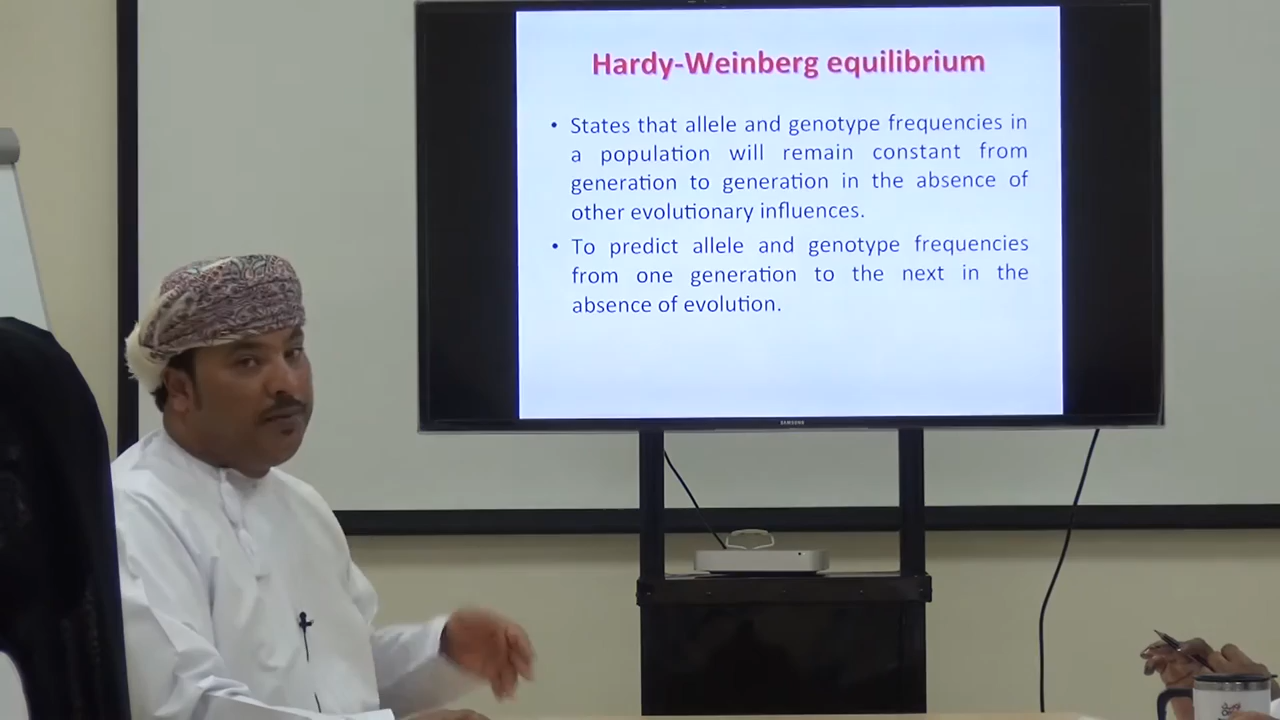 Hardy-Weinberg equilibrium
• States that allele and genotype frequencies in
a population will remain constant from
generation to generation in the absence of
other evolutionary influences.
• To predict allele and genotype frequencies
from one generation to the next in the
absence of evolution.
SAMSUNG